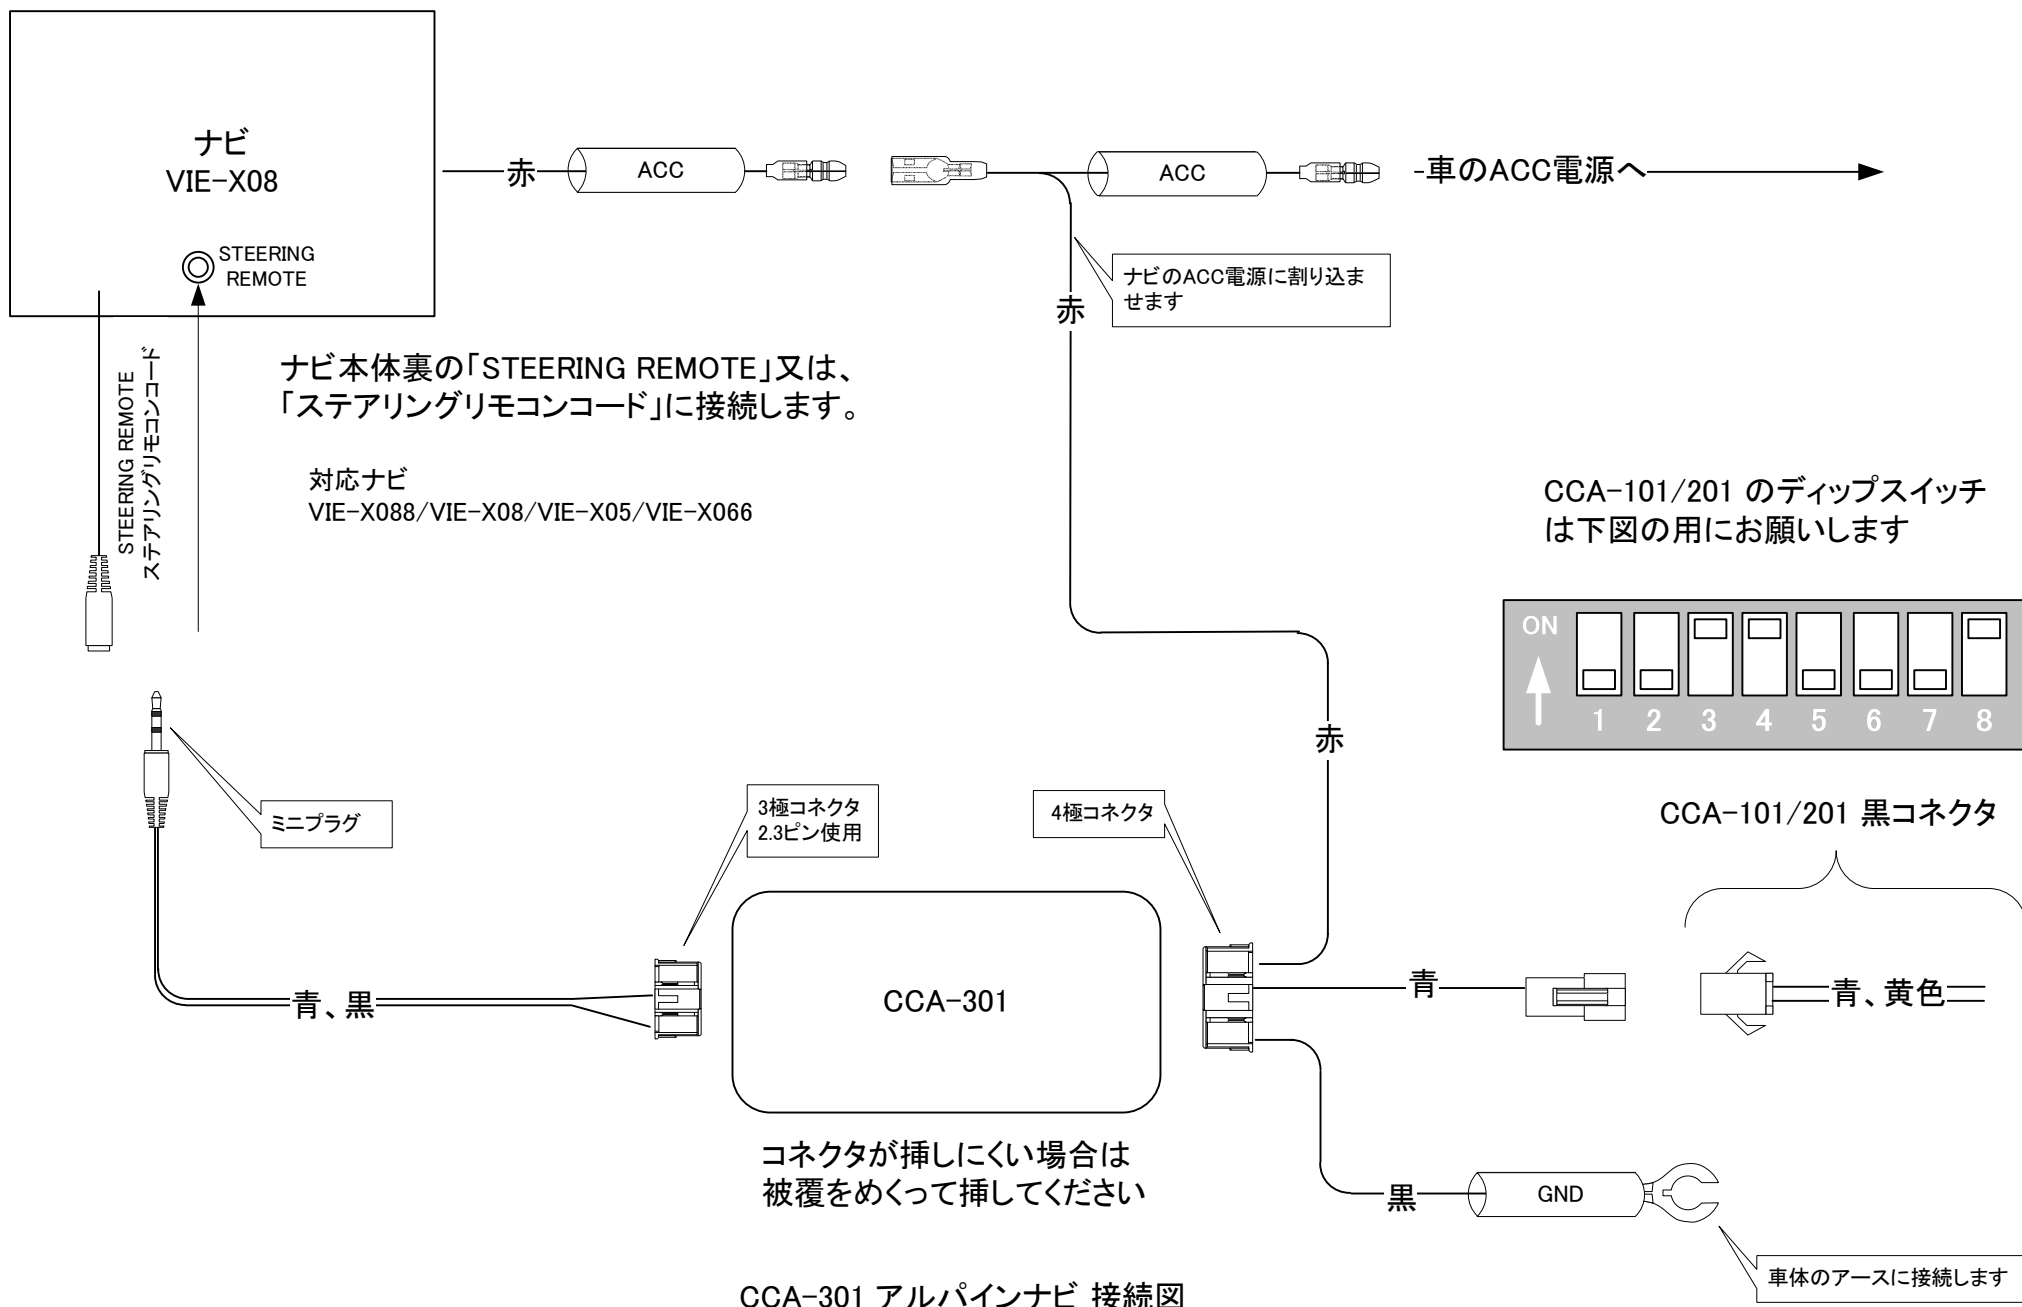 ナビ
VIE-X08
STEERING
REMOTE
赤
ACC
ACC
車のACC電源へ
ナビのACC電源に割り込ま
せます
赤
STEERING REMOTE
ステアリングリモコンコード
ナビ本体裏の「STEERING REMOTE」又は、
「ステアリングリモコンコード」に接続します。
対応ナビ
VIE-X088/VIE-X08/VIE-X05/VIE-X066
CCA-101/201 のディップスイッチ
は下図の用にお願いします
ON
1 2 3 4 5 6 7 8
赤
ミニプラグ
3極コネクタ
2.3ピン使用
4極コネクタ
CCA-101/201 黒コネクタ
青、黒
CCA-301
青
青、黄色
コネクタが挿しにくい場合は
被覆をめくって挿してください
黒
GND
車体のアースに接続します
CCA-301 アルパインナビ 接続図